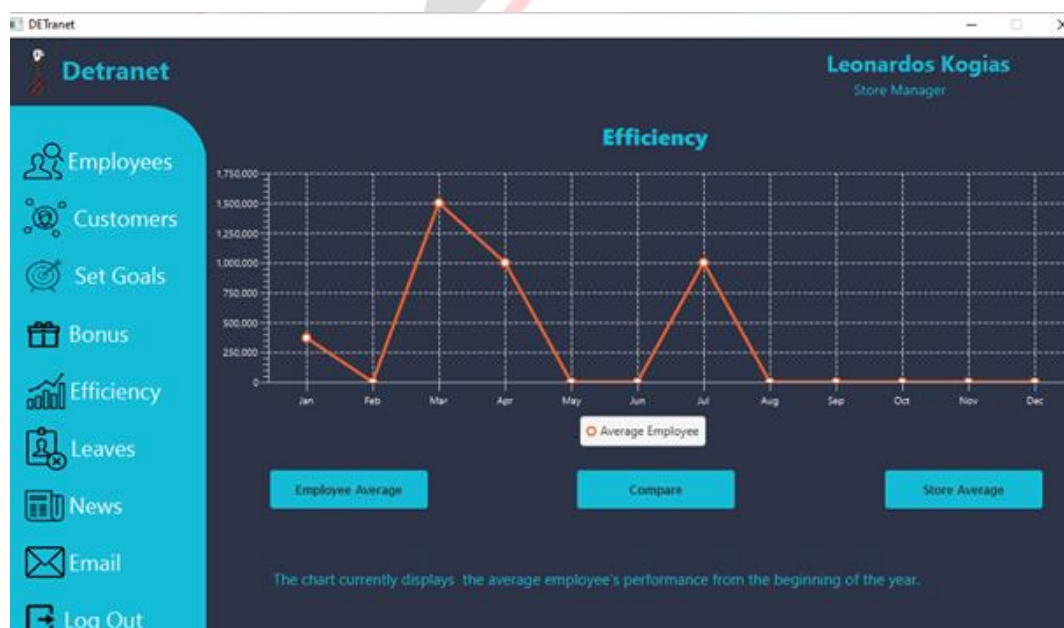 DETranet
Detranet
Leonardos Kogias
Store Manager
Employees
Customers
Set Goals
Bonus
Efficiency
Leaves
News
Email
Log Out
Efficiency
1,750,000
1,500,000
1,250,000
1,000,000
750,000
500,000
250,000
0
Jan Feb Mar Apr May Jun Jul Aug Sep Oct Nov Dec
Average Employee
Employee Average
Compare
Store Average
The chart currently displays the average employee's performance from the beginning of the year.